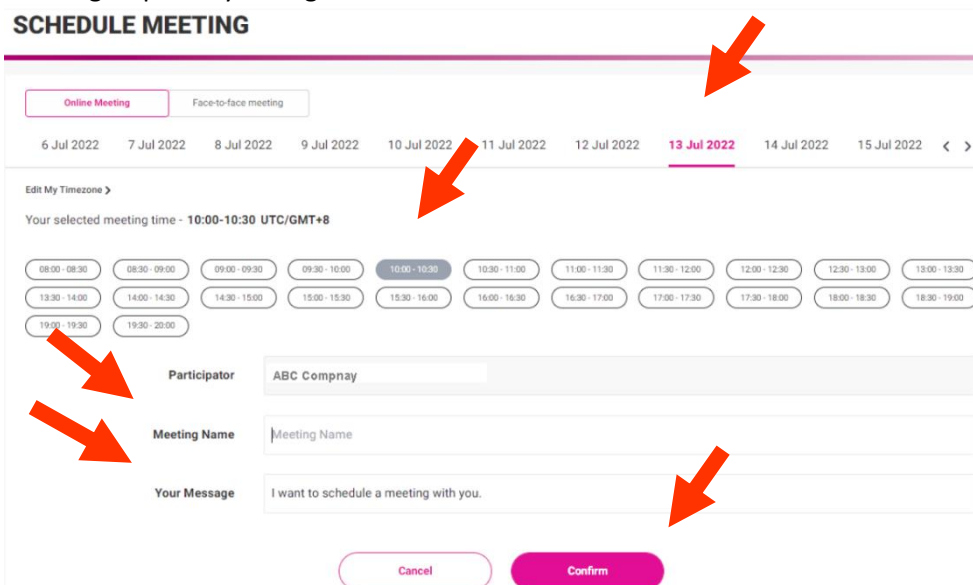 SCHEDULE MEETING
Online Meeting Face-to-face meeting
6 Jul 2022 7 Jul 2022 8 Jul 2022 9 Jul 2022 10 Jul 2022 11 Jul 2022 12 Jul 2022 13 Jul 2022 14 Jul 2022 15 Jul 2022 < >
Edit My Timezone >
Your selected meeting time - 10:00-10:30 UTC/GMT+8
08:00 - 08:30 08:30 - 09:00 09:00 - 09:30 09:30 - 10:00 10:00 - 10:30 10:30 - 11:00 11:00 - 11:30 11:30 - 12:00 12:00 - 12:30 12:30 - 13:00 13:00 - 13:30
13:30 - 14:00 14:00 - 14:30 14:30 - 15:00 15:00 - 15:30 15:30 - 16:00 16:00 - 16:30 16:30 - 17:00 17:00 - 17:30 17:30 - 18:00 18:00 - 18:30 18:30 - 19:00
19:00 - 19:30 19:30 - 20:00
Participator ABC Compnay
Meeting Name Meeting Name
Your Message I want to schedule a meeting with you.
Cancel Confirm